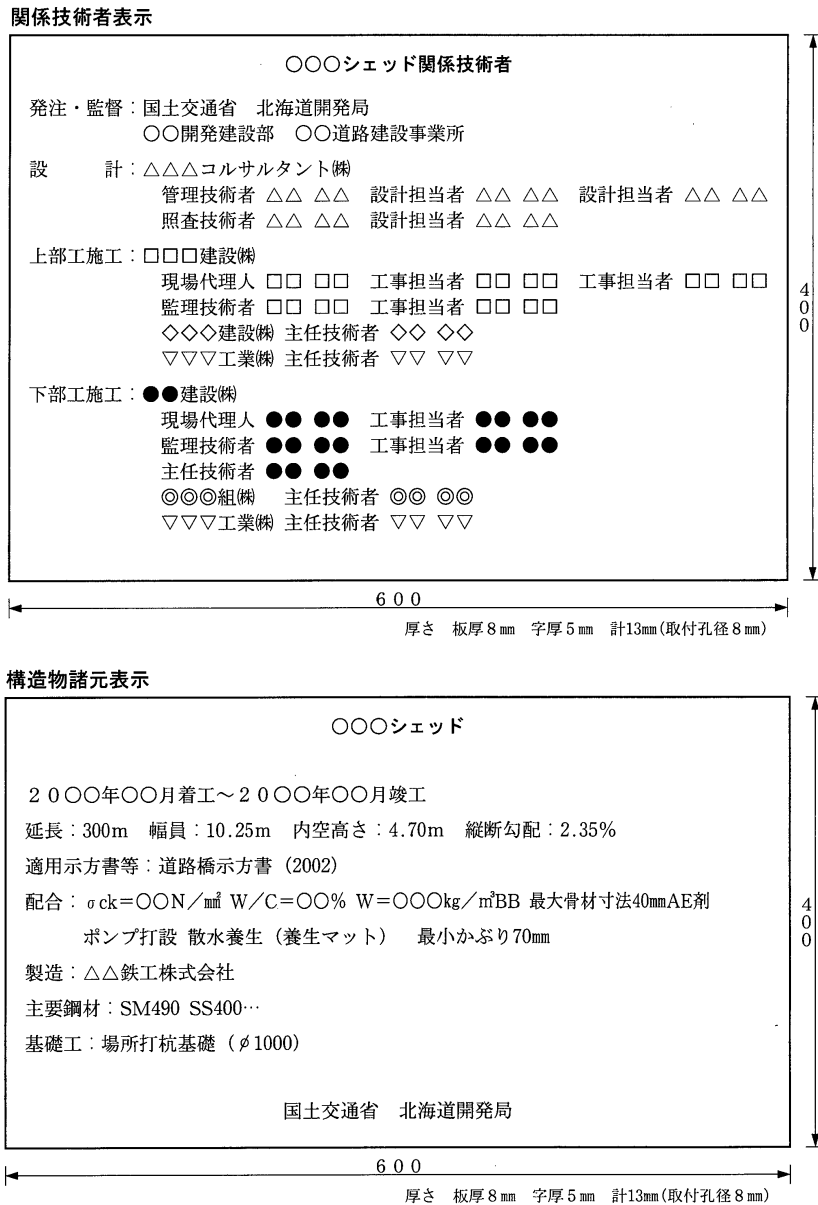 関係技術者表示
○○○シェッド関係技術者
発注・監督：国土交通省　北海道開発局
○○開発建設部　○○道路建設事業所
設　　計：△△△コルサルタント㈱
管理技術者 △△ △△　設計担当者 △△ △△　設計担当者 △△ △△
照査技術者 △△ △△　設計担当者 △△ △△
上部工施工：□□□建設㈱
現場代理人 □□ □□　工事担当者 □□ □□　工事担当者 □□ □□
監理技術者 □□ □□　工事担当者 □□ □□
◇◇◇建設㈱ 主任技術者 ◇◇ ◇◇
▽▽▽工業㈱ 主任技術者 ▽▽ ▽▽
下部工施工：●●建設㈱
現場代理人 ●● ●●　工事担当者 ●● ●●
監理技術者 ●● ●●　工事担当者 ●● ●●
主任技術者 ●● ●●
◎◎◎組㈱　主任技術者 ◎◎ ◎◎
▽▽▽工業㈱ 主任技術者 ▽▽ ▽▽
400
600
厚さ　板厚8㎜　字厚5㎜　計13㎜(取付孔径8㎜)
構造物諸元表示
○○○シェッド
２０○○年○○月着工～２０○○年○○月竣工
延長：300m　幅員：10.25m　内空高さ：4.70m　縦断勾配：2.35%
適用示方書等：道路橋示方書（2002）
配合：σck＝○○N／㎟ W／C＝○○% W＝○○○㎏／㎥BB 最大骨材寸法40㎜AE剤
ポンプ打設 散水養生（養生マット）　最小かぶり70㎜
製造：△△鉄工株式会社
主要鋼材：SM490 SS400…
基礎工：場所打杭基礎（φ1000）
国土交通省　北海道開発局
400
600
厚さ　板厚8㎜　字厚5㎜　計13㎜(取付孔径8㎜)